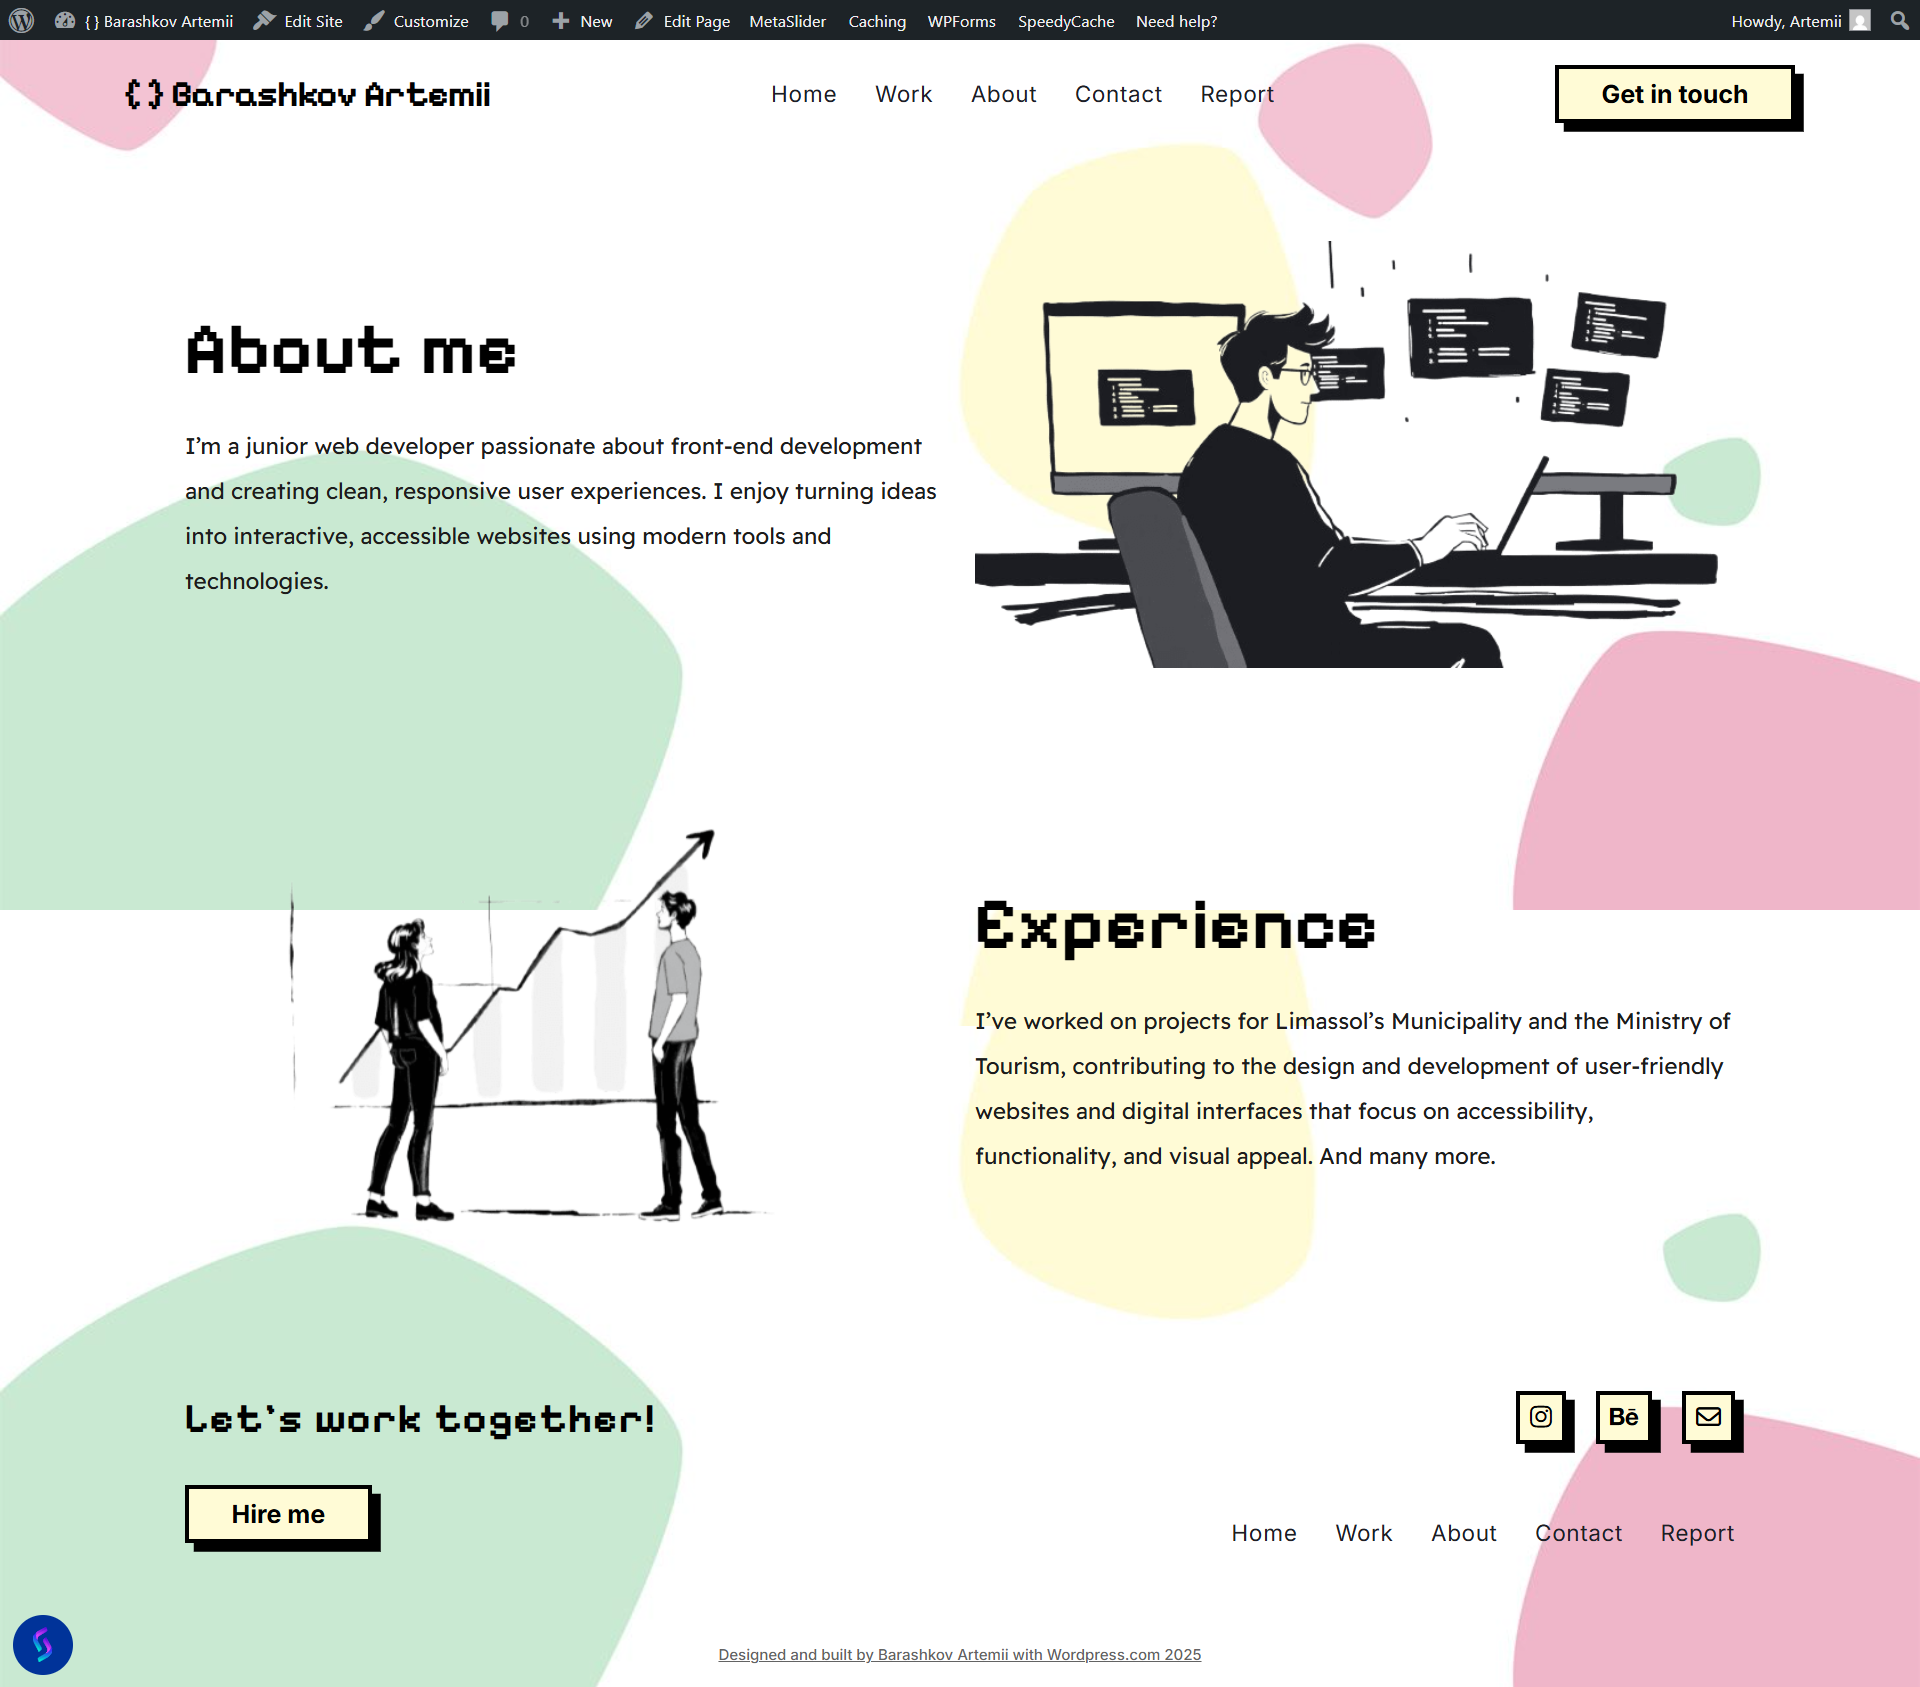 { } Barashkov Artemii Edit Site Customize 0 New Edit Page MetaSlider Caching WPForms SpeedyCache Need help? Howdy, Artemii
{ } Barashkov Artemii
Home Work About Contact Report
Get in touch
About me
I’m a junior web developer passionate about front-end development
and creating clean, responsive user experiences. I enjoy turning ideas
into interactive, accessible websites using modern tools and
technologies.
Experience
I’ve worked on projects for Limassol’s Municipality and the Ministry of
Tourism, contributing to the design and development of user-friendly
websites and digital interfaces that focus on accessibility,
functionality, and visual appeal. And many more.
Let's work together!
Bē
Hire me
Home Work About Contact Report
Designed and built by Barashkov Artemii with Wordpress.com 2025